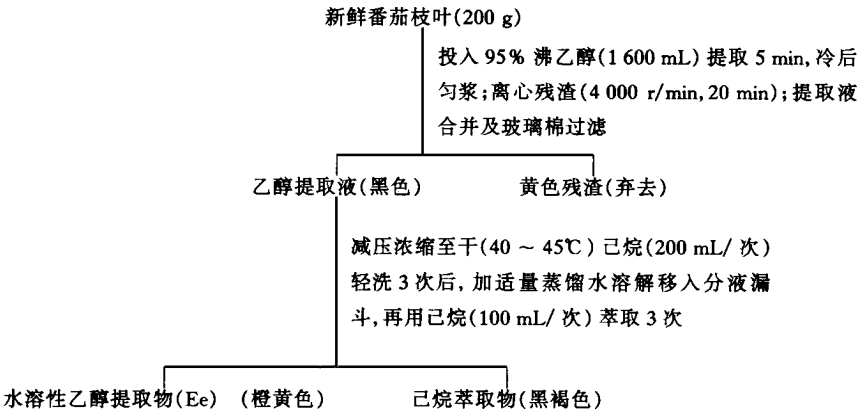 新鲜番茄枝叶(200 g)
投入 95% 沸乙醇(1 600 mL) 提取 5 min, 冷后
匀浆; 离心残渣(4 000 r/min, 20 min); 提取液
合并及玻璃棉过滤
乙醇提取液(黑色)
黄色残渣(弃去)
减压浓缩至干(40 ~ 45℃) 己烷(200 mL/ 次)
轻洗 3 次后, 加适量蒸馏水溶解移入分液漏
斗, 再用己烷(100 mL/ 次) 萃取 3 次
水溶性乙醇提取物(Ee) (橙黄色)
己烷萃取物(黑褐色)